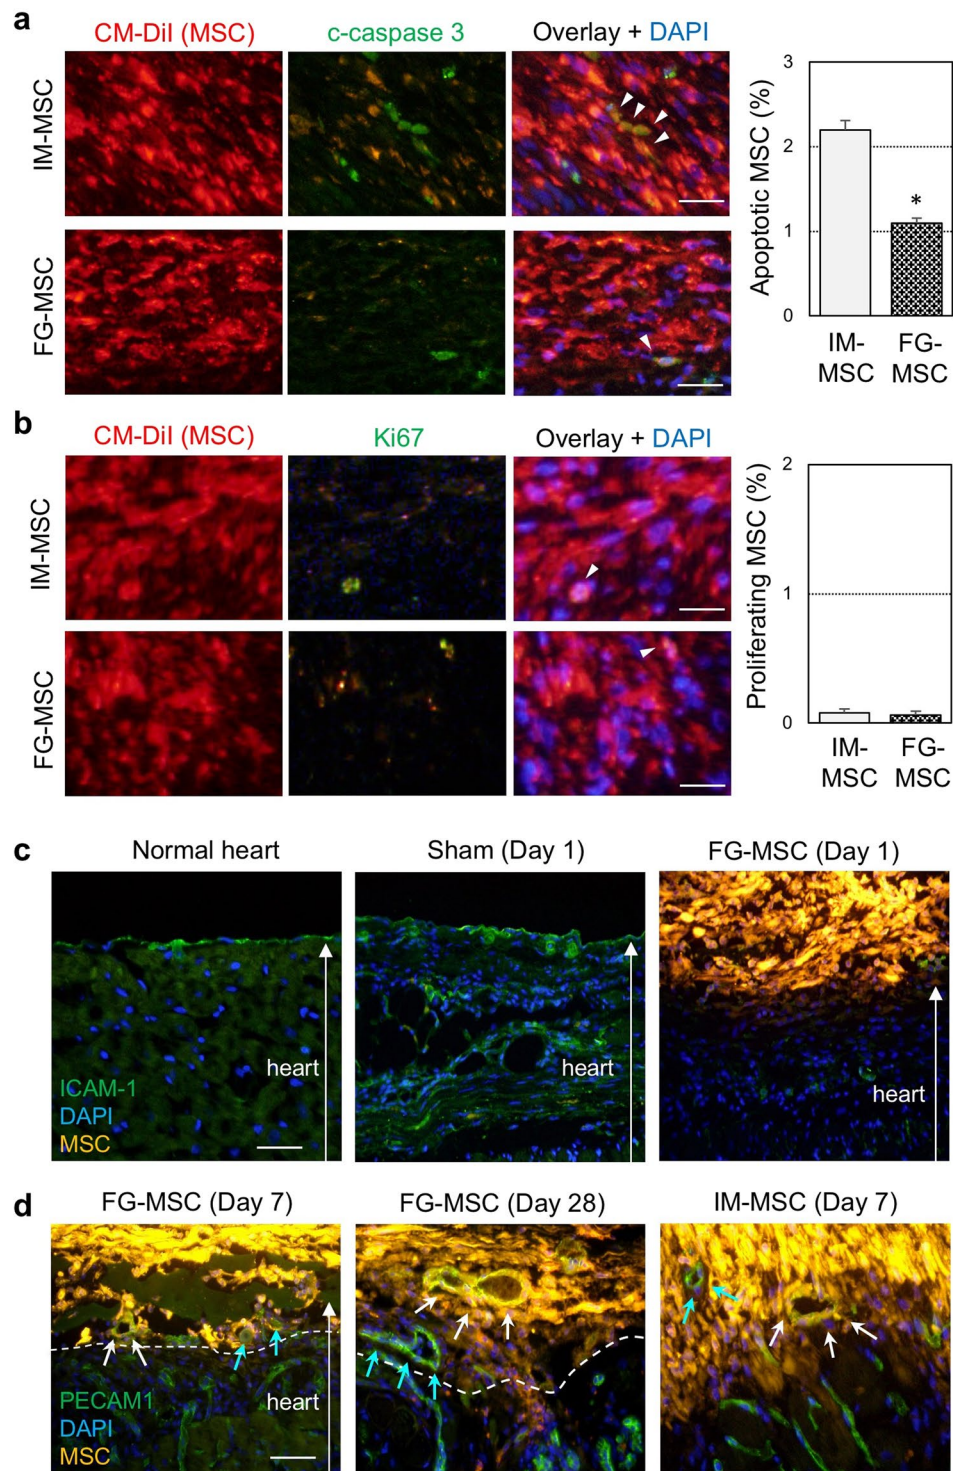 a
CM-DiI (MSC)
c-caspase 3
Overlay + DAPI
IM-MSC
FG-MSC
Apoptotic MSC (%)
3
2
1
0
*
IM-
MSC
FG-
MSC
b
CM-DiI (MSC)
Ki67
Overlay + DAPI
IM-MSC
FG-MSC
Proliferating MSC (%)
2
1
0
IM-
MSC
FG-
MSC
c
Normal heart
Sham (Day 1)
FG-MSC (Day 1)
heart
ICAM-1
DAPI
MSC
heart
heart
d
FG-MSC (Day 7)
FG-MSC (Day 28)
IM-MSC (Day 7)
PECAM1
DAPI
MSC
heart